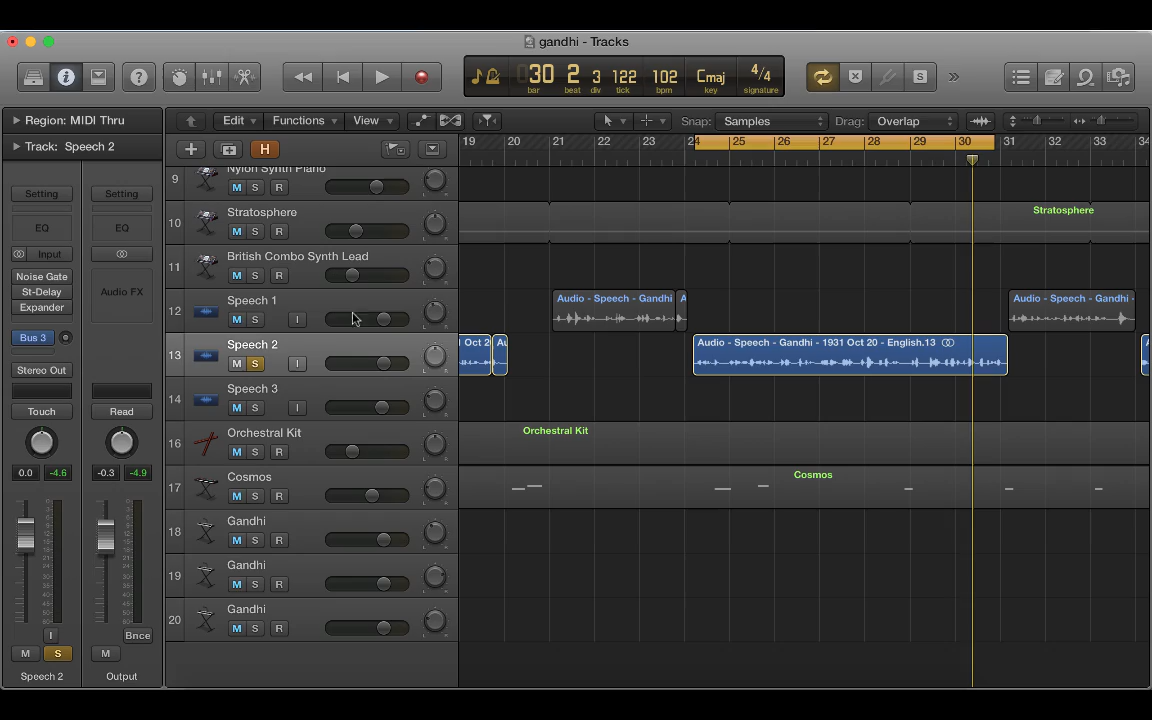 gandhi - Tracks
30 2 3 122 102 Cmaj 4/4
bar beat div tick bpm key signature
S
Region: MIDI Thru
Edit Functions View Snap: Samples Drag: Overlap
Track: Speech 2
H
19 20 21 22 23 24 25 26 27 28 29 30 31 32 33 34
Setting Setting
EQ EQ
Input
Noise Gate
St-Delay
Expander
Audio FX
Bus 3
Stereo Out
Touch Read
0.0 -4.6 -0.3 -4.9
I Bnce
M S M
Speech 2 Output
9 Nylon Synth Piano
M S R
10 Stratosphere
M S R
Stratosphere
11 British Combo Synth Lead
M S R
12 Speech 1
M S I
Audio - Speech - Gandhi A Audio - Speech - Gandhi -
13 Speech 2
M S I
Oct 2 Au Audio - Speech - Gandhi - 1931 Oct 20 - English.13
14 Speech 3
M S I
16 Orchestral Kit
M S R
Orchestral Kit
17 Cosmos
M S R
Cosmos
18 Gandhi
M S R
19 Gandhi
M S R
20 Gandhi
M S R